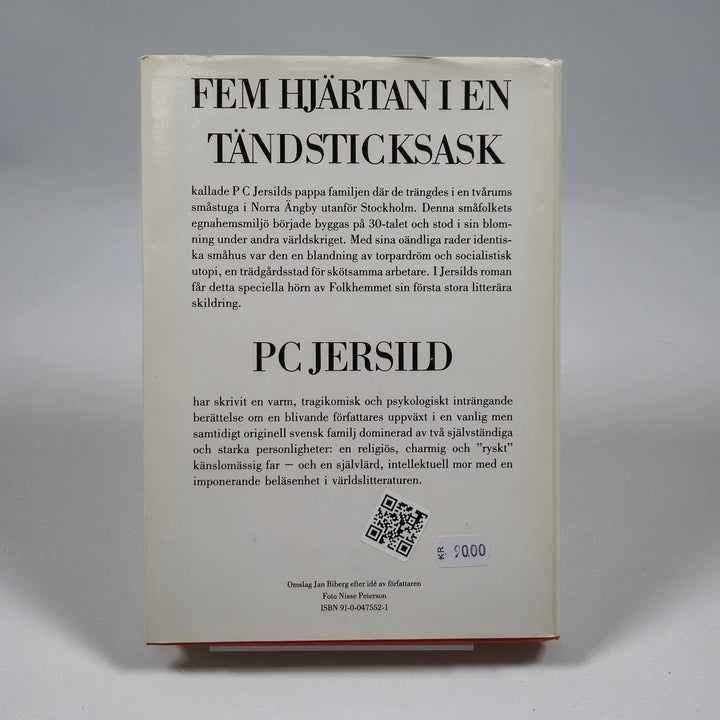 FEM HJÄRTAN I EN
TÄNDSTICKSASK
kallade P C Jersilds pappa familjen där de trängdes i en tvårums
småstuga i Norra Ängby utanför Stockholm. Denna småfolkets
egnahemsmiljö började byggas på 30-talet och stod i sin blom-
ning under andra världskriget. Med sina oändliga rader identis-
ka småhus var den en blandning av torpardröm och socialistisk
utopi, en trädgårdsstad för skötsamma arbetare. I Jersilds roman
får detta speciella hörn av Folkhemmet sin första stora litterära
skildring.
PC JERSILD
har skrivit en varm, tragikomisk och psykologiskt inträngande
berättelse om en blivande författares uppväxt i en vanlig men
samtidigt originell svensk familj dominerad av två självständiga
och starka personligheter: en religiös, charmig och ”ryskt”
känslomässig far — och en självlärd, intellektuell mor med en
imponerande beläsenhet i världslitteraturen.
KR 90.00
Omslag Jan Biberg efter idé av författaren
Foto Nisse Peterson
ISBN 91-0-047552-1